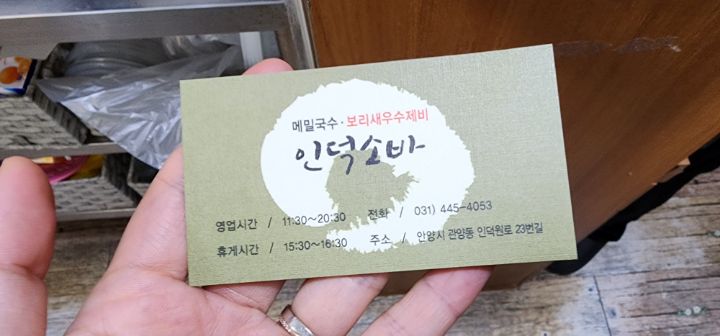 메밀국수 · 보리새우수제비
인덕소바
영업시간 / 11:30~20:30 전화 / 031) 445-4053
휴게시간 / 15:30~16:30 주소 / 안양시 관양동 인덕원로 23번길